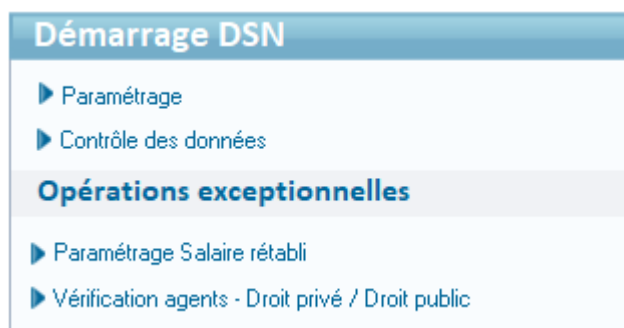 Démarrage DSN
Paramétrage
Contrôle des données
Opérations exceptionnelles
Paramétrage Salaire rétabli
Vérification agents - Droit privé / Droit public